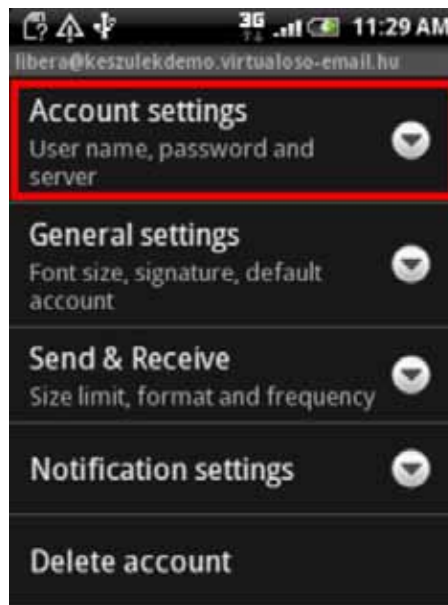 3G 11:29 AM
libera@keszulekdemo.virtualoso-email.hu
Account settings
User name, password and
server
General settings
Font size, signature, default
account
Send & Receive
Size limit, format and frequency
Notification settings
Delete account